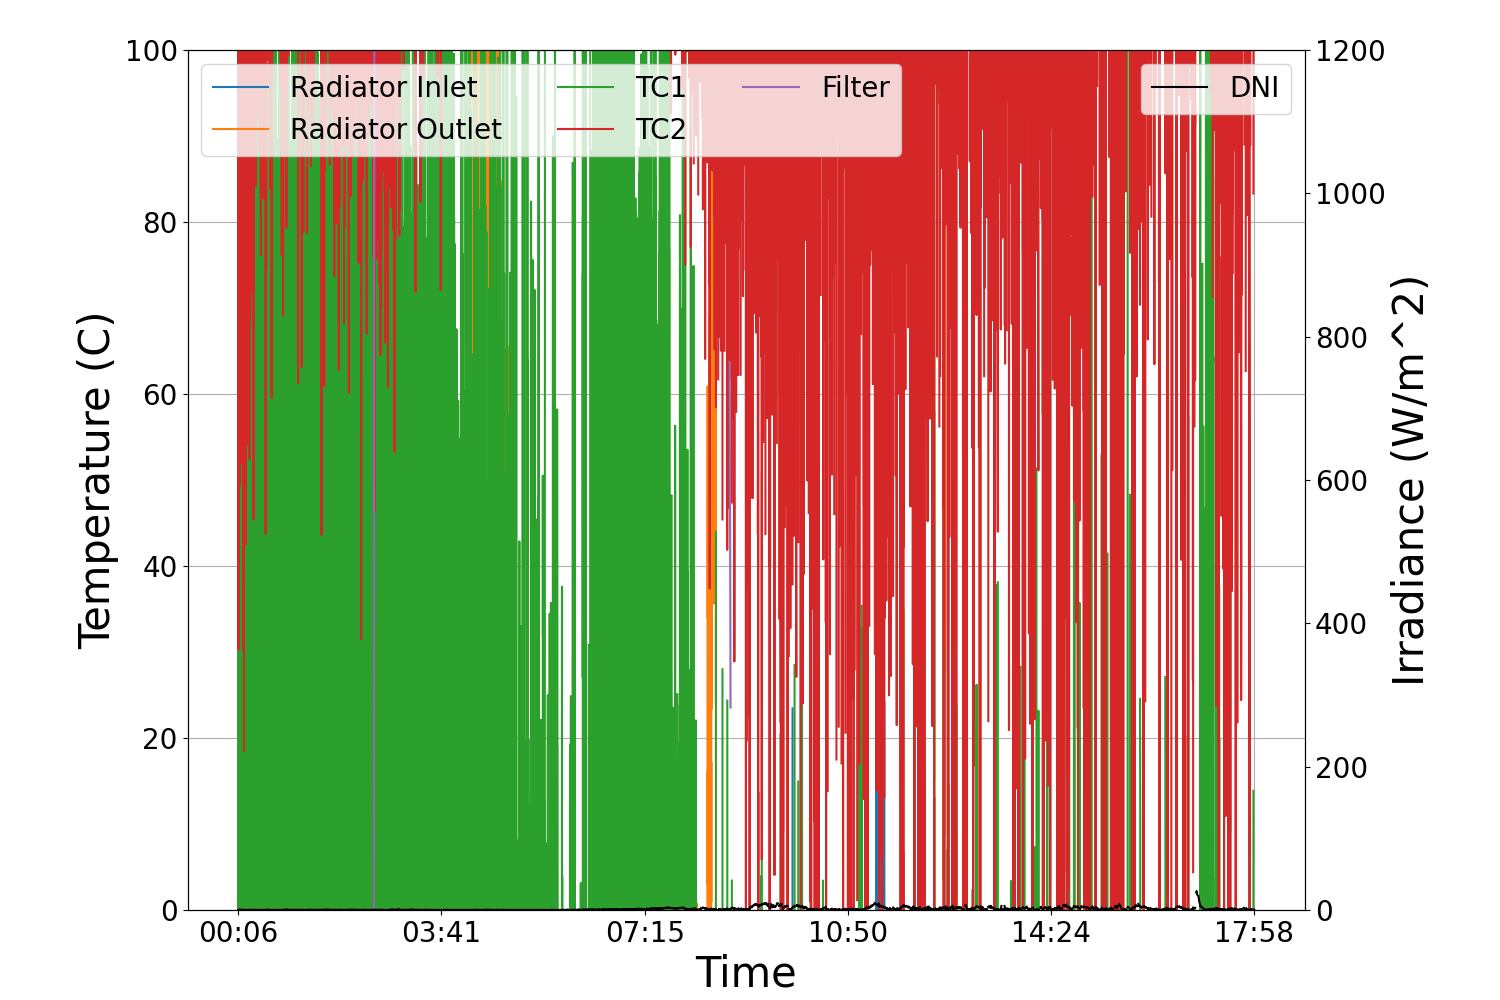 100
80
60
40
20
0
Temperature (C)
Radiator Inlet
Radiator Outlet
TC1
TC2
Filter
DNI
1200
1000
800
600
400
200
0
Irradiance (W/m^2)
00:06
03:41
07:15
10:50
14:24
17:58
Time